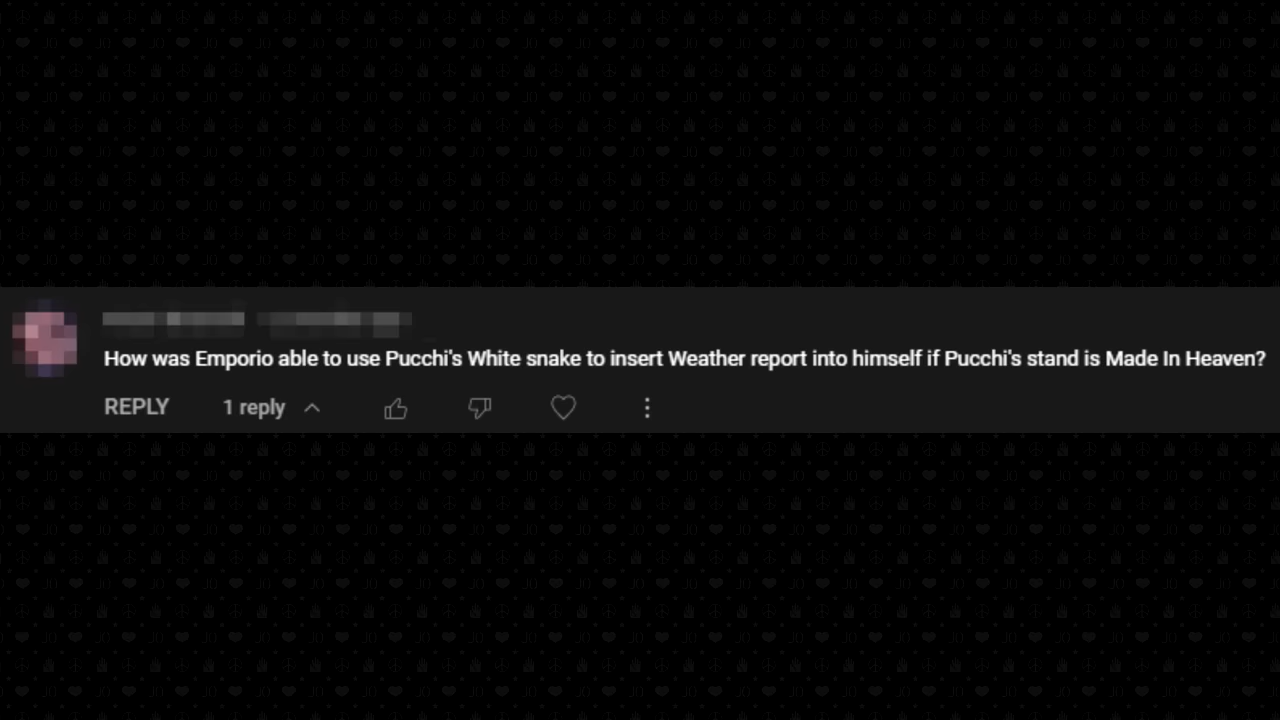 How was Emporio able to use Pucchi's White snake to insert Weather report into himself if Pucchi's stand is Made In Heaven?
REPLY 1 reply